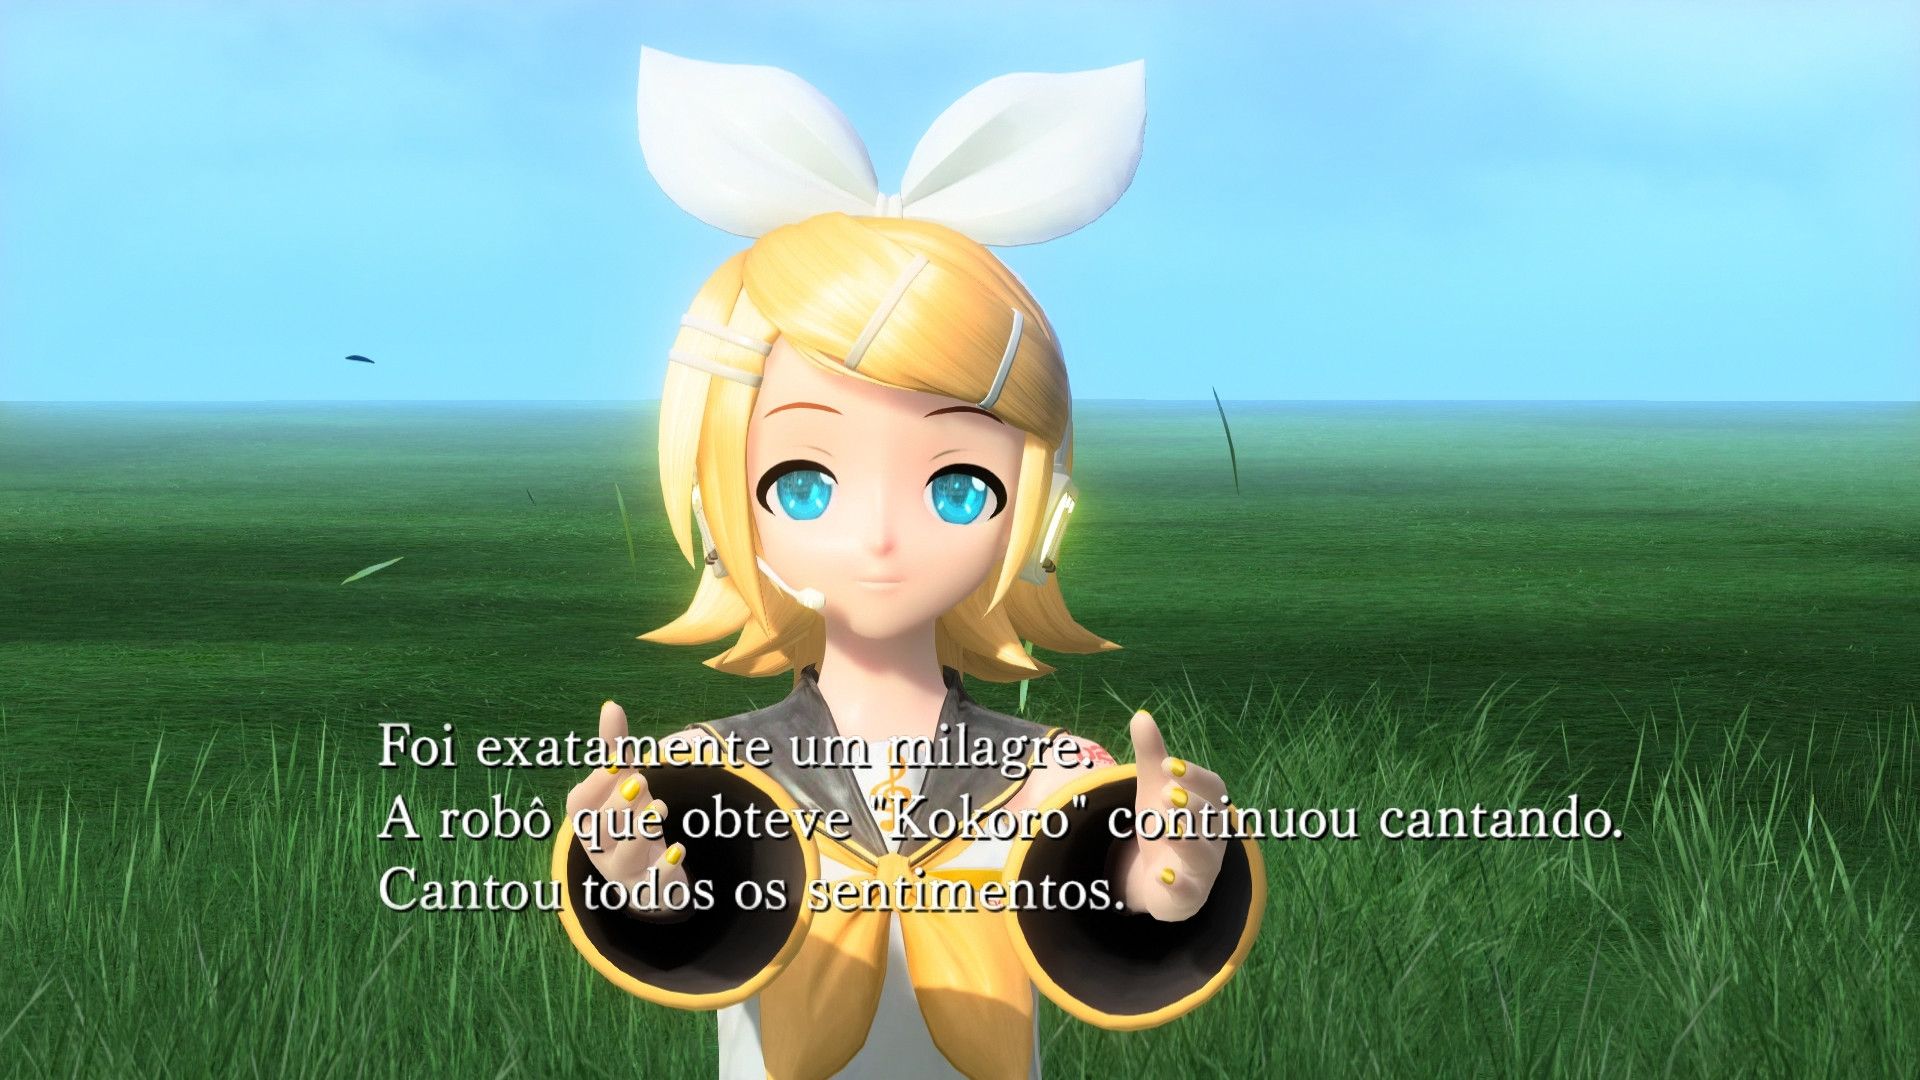 Foi exatamente um milagre.
A robô que obteve "Kokoro" continuou cantando.
Cantou todos os sentimentos.